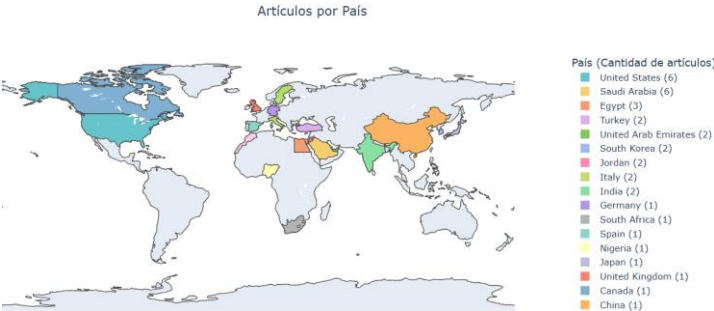 Artículos por País
País (Cantidad de artículos)
United States (6)
Saudi Arabia (6)
Egypt (3)
Turkey (2)
United Arab Emirates (2)
South Korea (2)
Jordan (2)
Italy (2)
India (2)
Germany (1)
South Africa (1)
Spain (1)
Nigeria (1)
Japan (1)
United Kingdom (1)
Canada (1)
China (1)